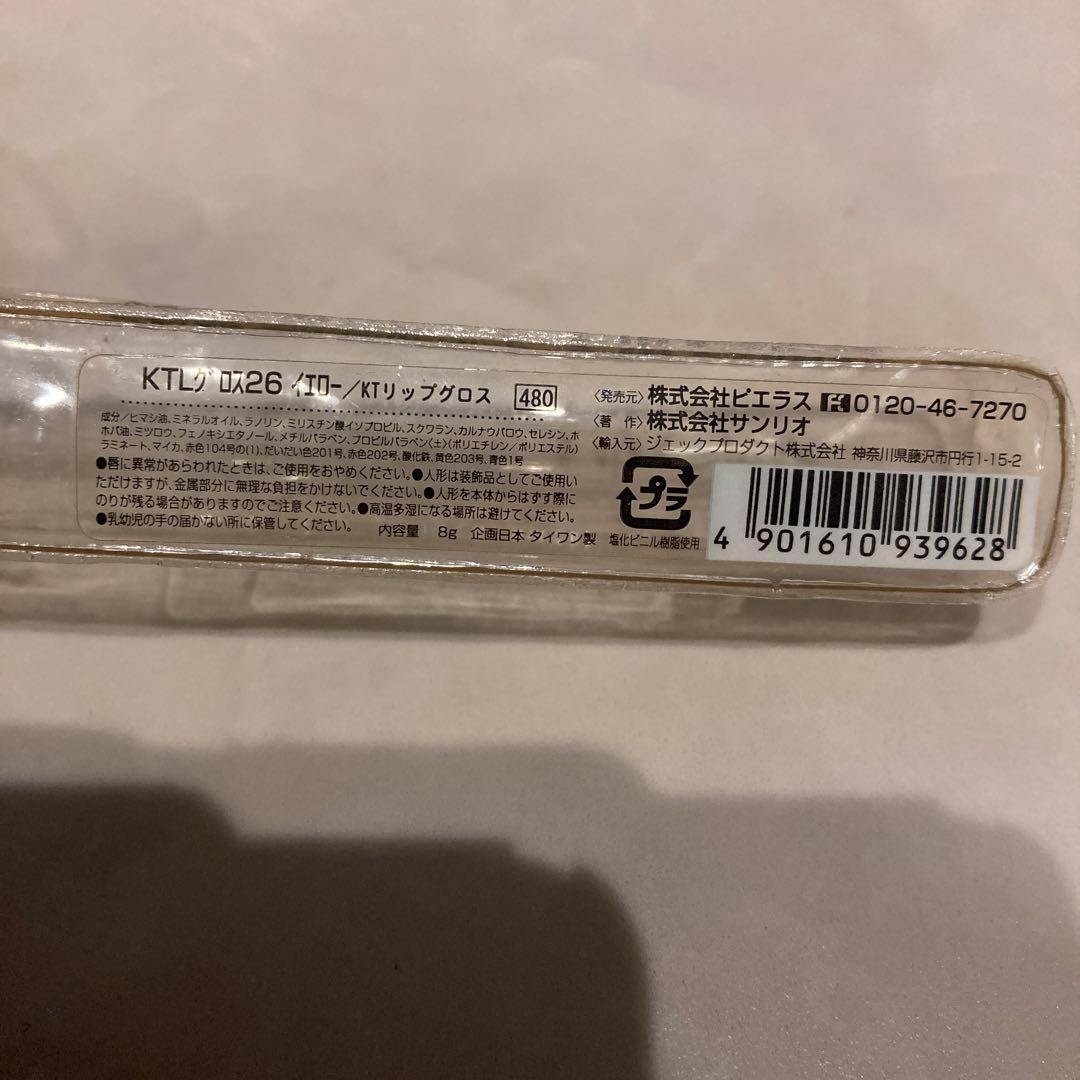 KTLグロス26 イエロー/KTリップグロス 480
成分/ヒマシ油、ミネラルオイル、ラノリン、ミリスチン酸イソプロピル、スクワラン、カルナウバロウ、セレシン、ホ
ホバ油、ミツロウ、フェノキシエタノール、メチルパラベン、プロピルパラベン(±)(ポリエチレン/ポリエステル)
ラミネート、マイカ、赤色104号の(1)、だいだい色201号、赤色202号、酸化鉄、黄色203号、青色1号
●唇に異常があらわれたときは、ご使用をおやめください。●人形は装飾品としてご使用い
ただけますが、金属部分に無理な負担をかけないでください。●人形を本体からはずす際に
のりが残る場合がありますのでご注意ください。●高温多湿になる場所は避けてください。
●乳幼児の手の届かない所に保管してください。 内容量 8g 企画日本 タイワン製
〈発売元〉株式会社ピエラス 0120-46-7270
〈著 作〉株式会社サンリオ
〈輸入元〉ジェックプロダクト株式会社 神奈川県藤沢市円行1-15-2
プラ
塩化ビニル樹脂使用
4 901610 939628